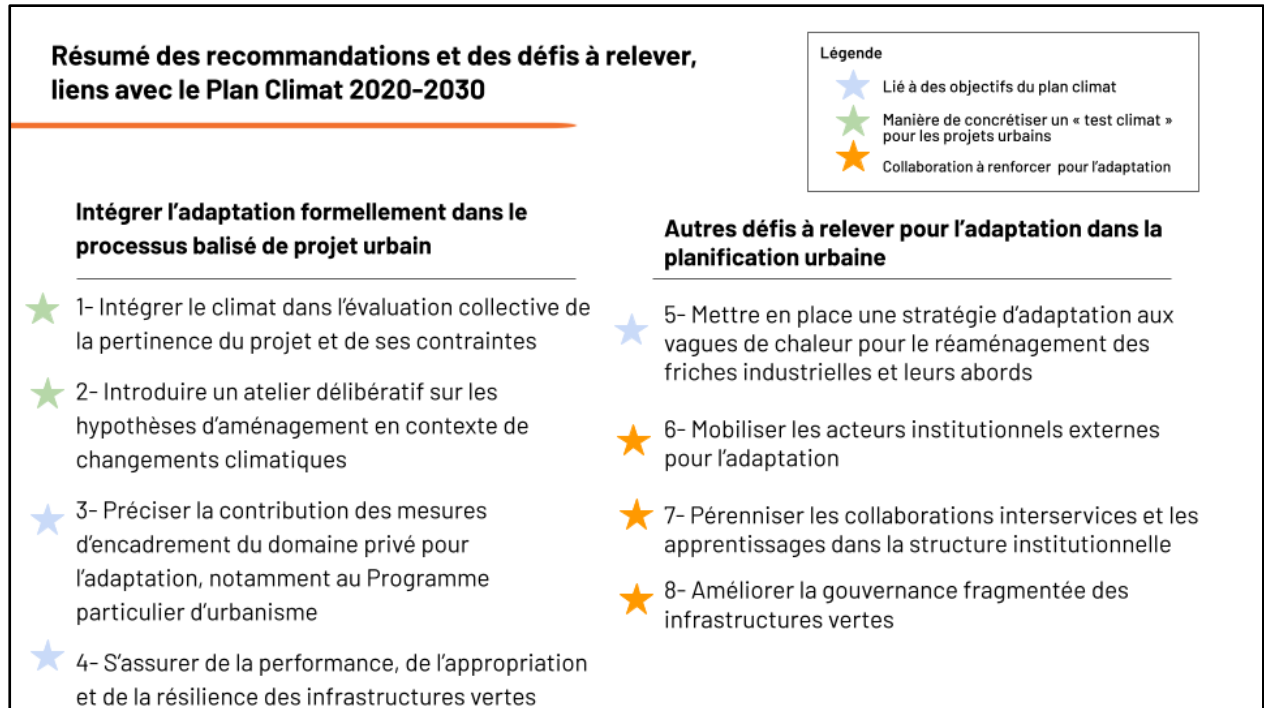 Résumé des recommandations et des défis à relever,
liens avec le Plan Climat 2020-2030
Légende
Lié à des objectifs du plan climat
Manière de concrétiser un « test climat »
pour les projets urbains
Collaboration à renforcer pour l'adaptation
Intégrer l'adaptation formellement dans le
processus balisé de projet urbain
1- Intégrer le climat dans l'évaluation collective de
la pertinence du projet et de ses contraintes
2- Introduire un atelier délibératif sur les
hypothèses d'aménagement en contexte de
changements climatiques
3- Préciser la contribution des mesures
d'encadrement du domaine privé pour
l'adaptation, notamment au Programme
particulier d'urbanisme
4- S'assurer de la performance, de l'appropriation
et de la résilience des infrastructures vertes
Autres défis à relever pour l'adaptation dans la
planification urbaine
5- Mettre en place une stratégie d'adaptation aux
vagues de chaleur pour le réaménagement des
friches industrielles et leurs abords
6- Mobiliser les acteurs institutionnels externes
pour l'adaptation
7- Pérenniser les collaborations interservices et les
apprentissages dans la structure institutionnelle
8- Améliorer la gouvernance fragmentée des
infrastructures vertes